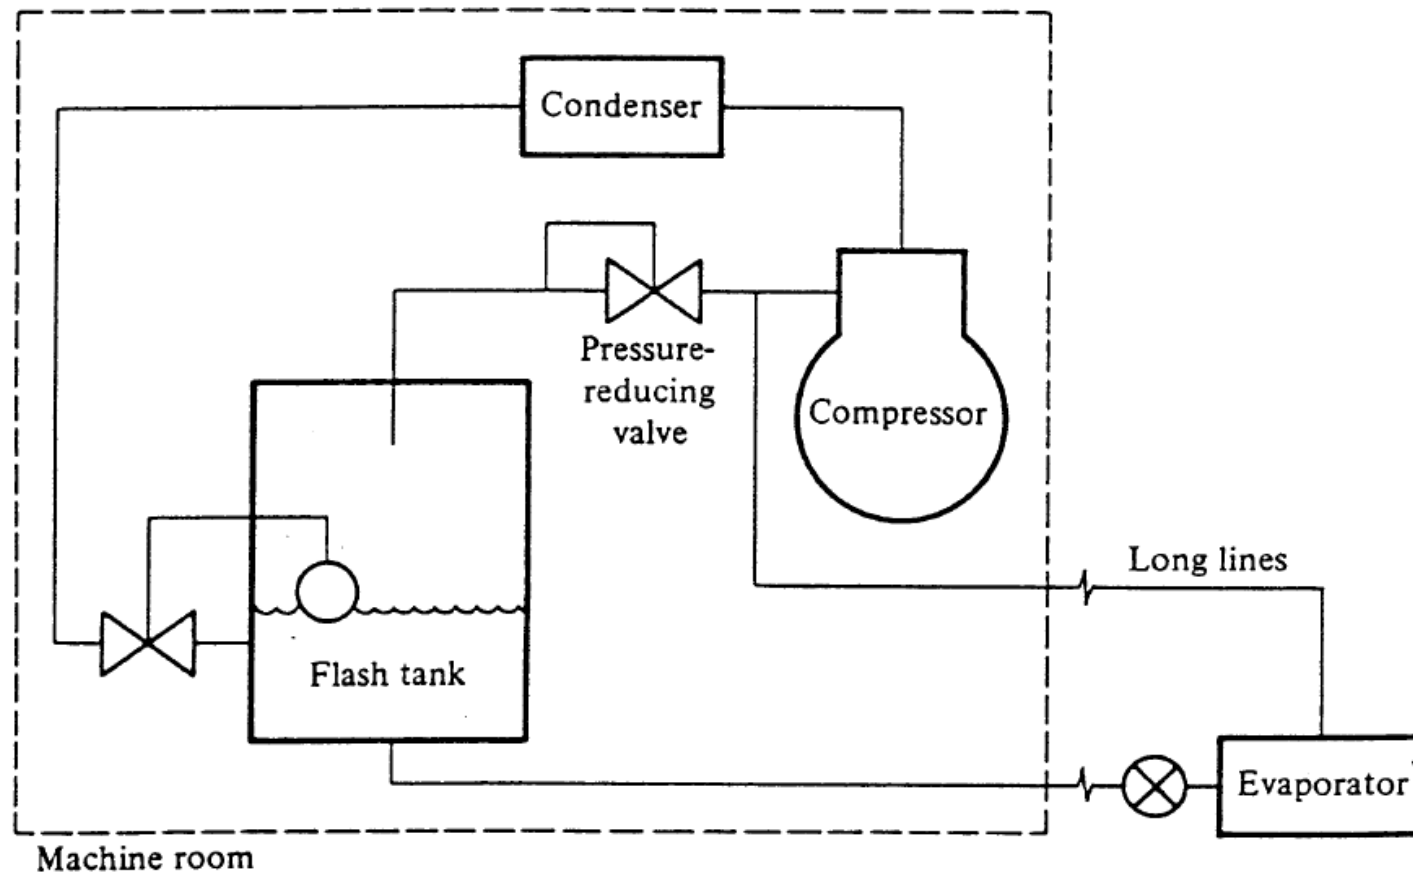 Condenser
Pressure-
reducing
valve
Compressor
Long lines
Flash tank
Evaporator
Machine room